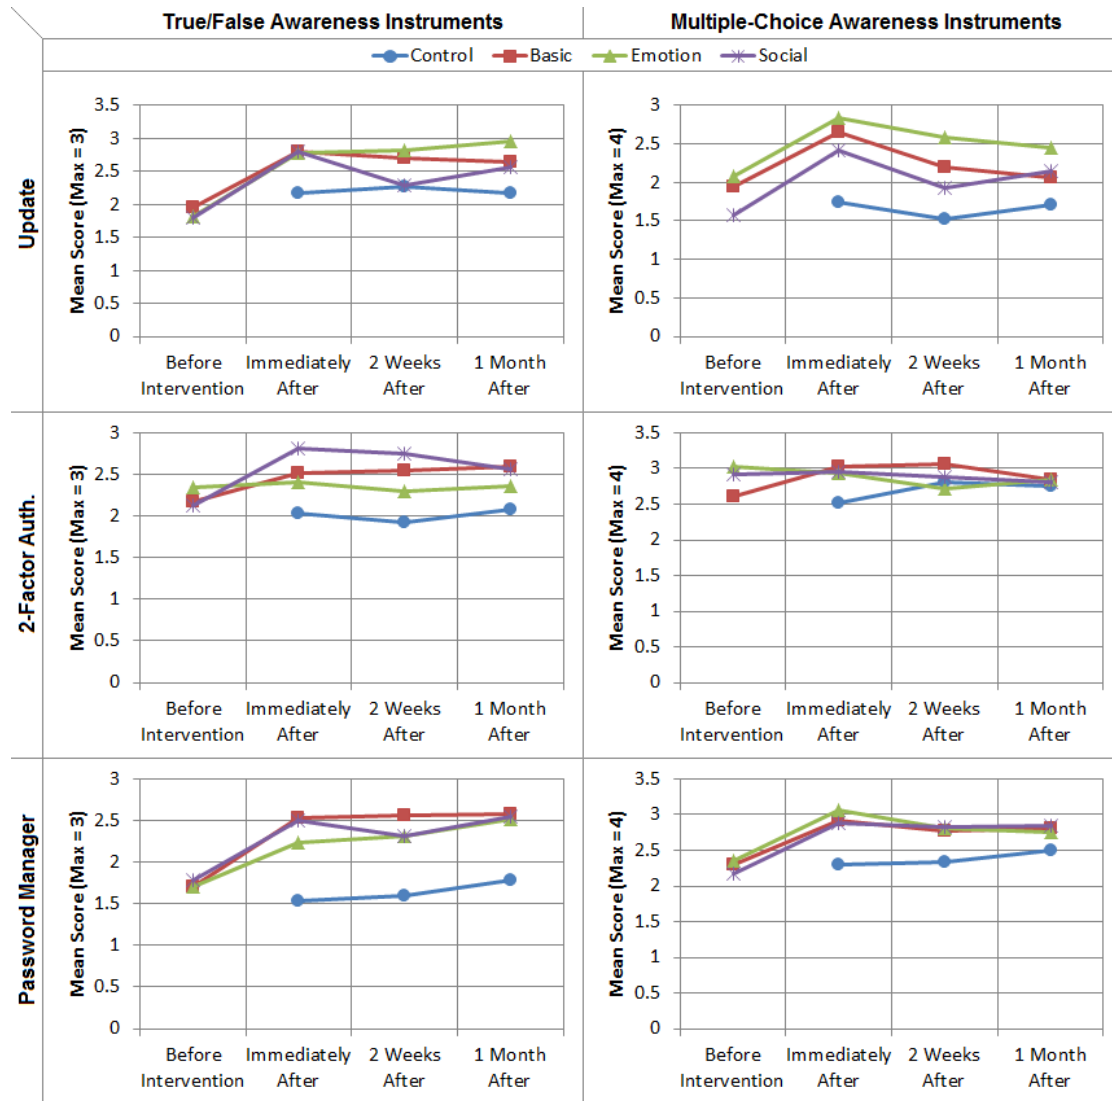 True/False Awareness Instruments
Multiple-Choice Awareness Instruments
Control Basic Emotion Social
Update
Mean Score (Max = 3)
3.5
3
2.5
2
1.5
1
0.5
0
Before Intervention
Immediately After
2 Weeks After
1 Month After
Mean Score (Max = 4)
3
2.5
2
1.5
1
0.5
0
Before Intervention
Immediately After
2 Weeks After
1 Month After
2-Factor Auth.
Mean Score (Max = 3)
3
2.5
2
1.5
1
0.5
0
Before Intervention
Immediately After
2 Weeks After
1 Month After
Mean Score (Max = 4)
3.5
3
2.5
2
1.5
1
0.5
0
Before Intervention
Immediately After
2 Weeks After
1 Month After
Password Manager
Mean Score (Max = 3)
3
2.5
2
1.5
1
0.5
0
Before Intervention
Immediately After
2 Weeks After
1 Month After
Mean Score (Max = 4)
3.5
3
2.5
2
1.5
1
0.5
0
Before Intervention
Immediately After
2 Weeks After
1 Month After